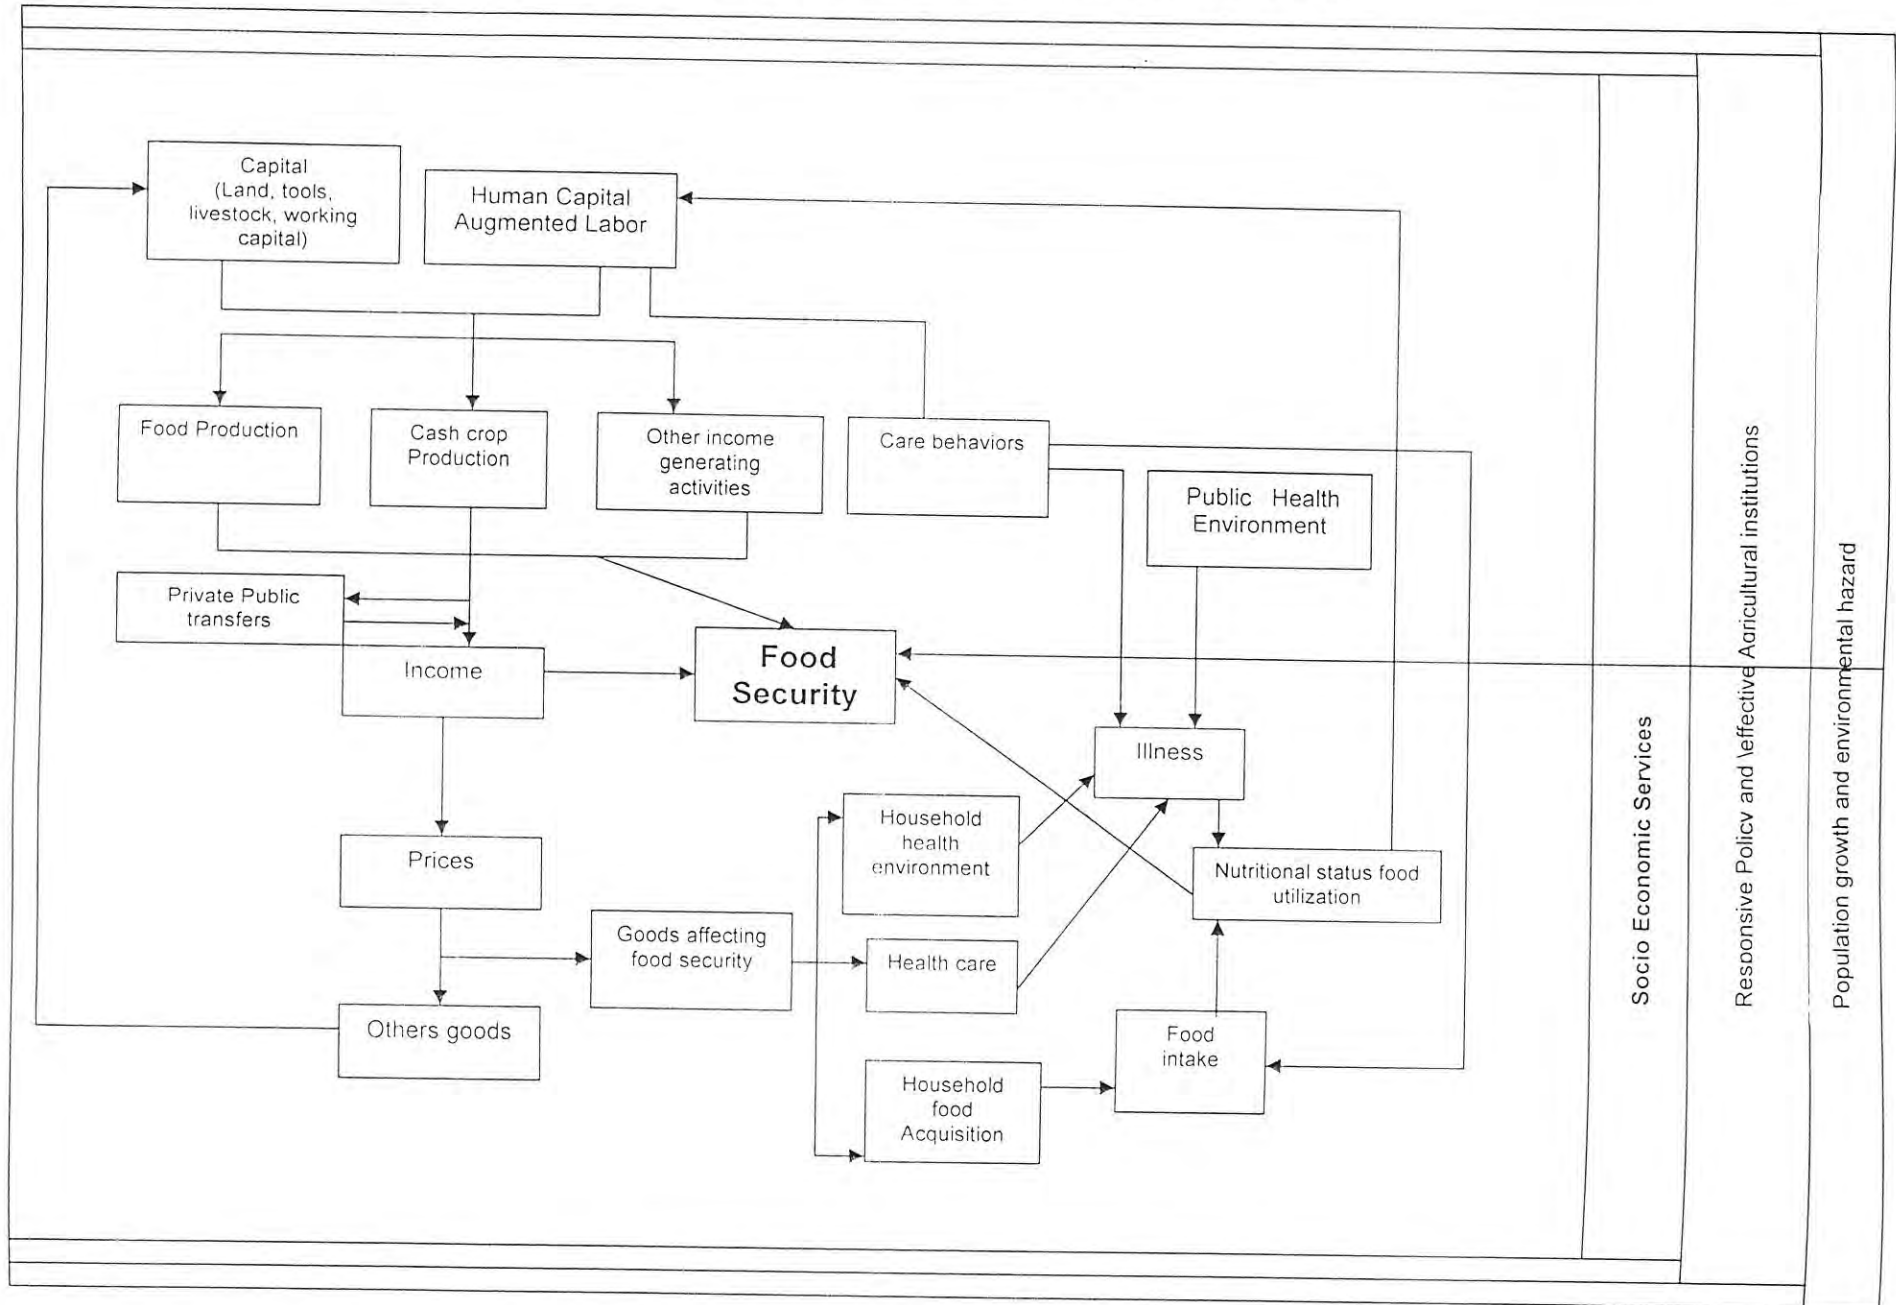 Capital
(Land, tools,
livestock, working
capital)
Human Capital
Augmented Labor
Food Production
Cash crop
Production
Other income
generating
activities
Care behaviors
Public Health
Environment
Private Public
transfers
Income
Food
Security
Illness
Household
health
environment
Nutritional status food
utilization
Prices
Goods affecting
food security
Health care
Others goods
Food
intake
Household
food
Acquisition
Socio Economic Services
Responsive Policy and \effective Agricultural institutions
Population growth and environmental hazard